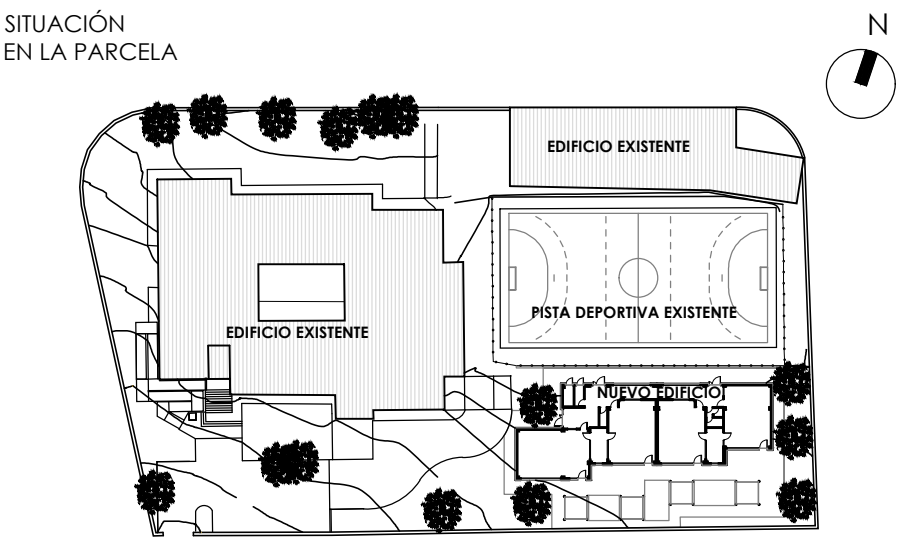 SITUACIÓN
EN LA PARCELA
N
EDIFICIO EXISTENTE
PISTA DEPORTIVA EXISTENTE
EDIFICIO EXISTENTE
NUEVO EDIFICIO